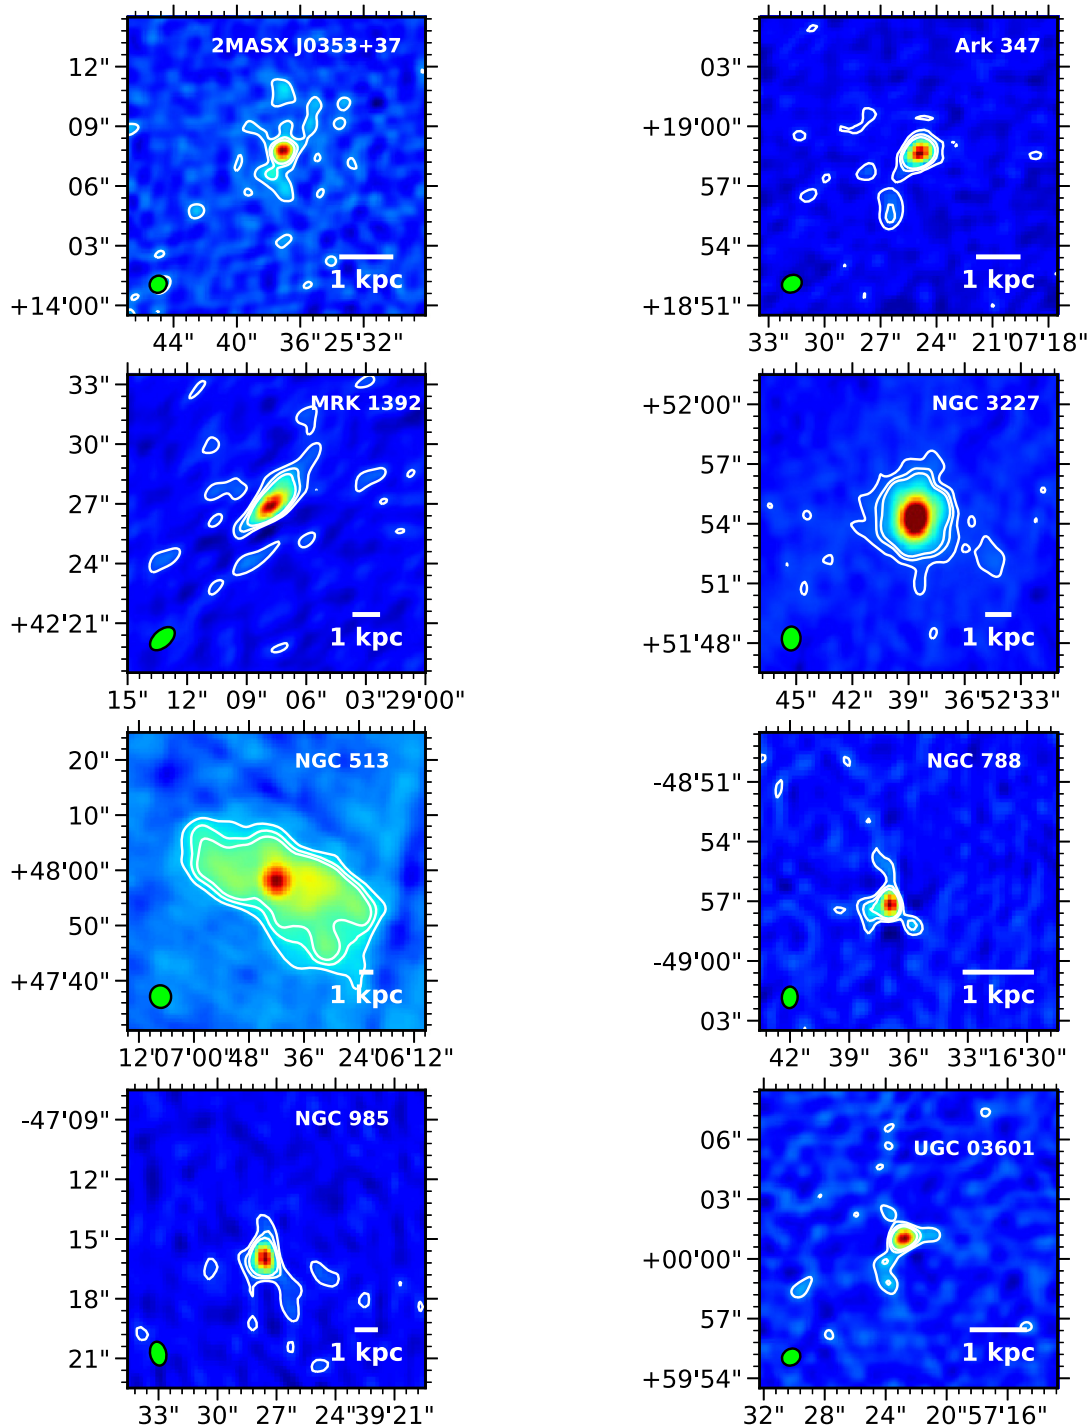 2MASX J0353+37
12"
09"
06"
03"
+14'00"
1 kpc
44" 40" 36" 25'32"
Ark 347
03"
+19'00"
57"
54"
+18'51"
1 kpc
33" 30" 27" 24" 21"07'18"
MRK 1392
33"
30"
27"
24"
+42'21"
1 kpc
15" 12" 09" 06" 03"29'00"
NGC 3227
+52'00"
57"
54"
51"
+51'48"
1 kpc
45" 42" 39" 36"52'33"
NGC 513
20"
10"
+48'00"
50"
+47'40"
1 kpc
12'07'00"48" 36" 24"06'12"
NGC 788
-48'51"
54"
57"
-49'00"
03"
1 kpc
42" 39" 36" 33"16'30"
NGC 985
-47'09"
12"
15"
18"
21"
1 kpc
33" 30" 27" 24"39'21"
UGC 03601
06"
03"
+00'00"
57"
+59'54"
1 kpc
32" 28" 24" 20"57'16"